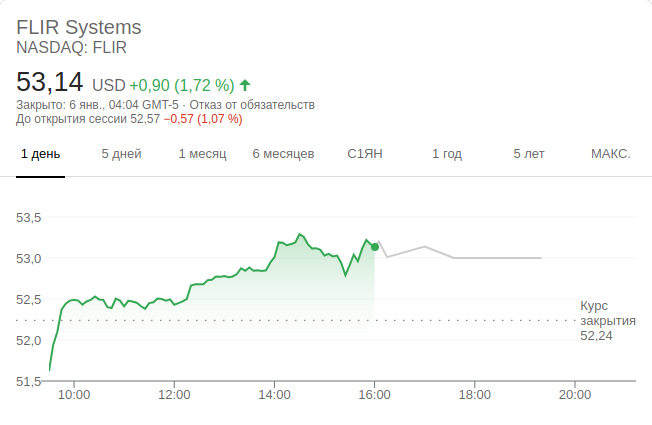 FLIR Systems
NASDAQ: FLIR
53,14 USD +0,90 (1,72 %)
Закрыто: 6 янв., 04:04 GMT-5 · Отказ от обязательств
До открытия сессии 52,57 −0,57 (1,07 %)
1 день 5 дней 1 месяц 6 месяцев С1ЯН 1 год 5 лет МАКС.
53,5
53,0
52,5
52,0
51,5
Курс
закрытия
52,24
10:00 12:00 14:00 16:00 18:00 20:00